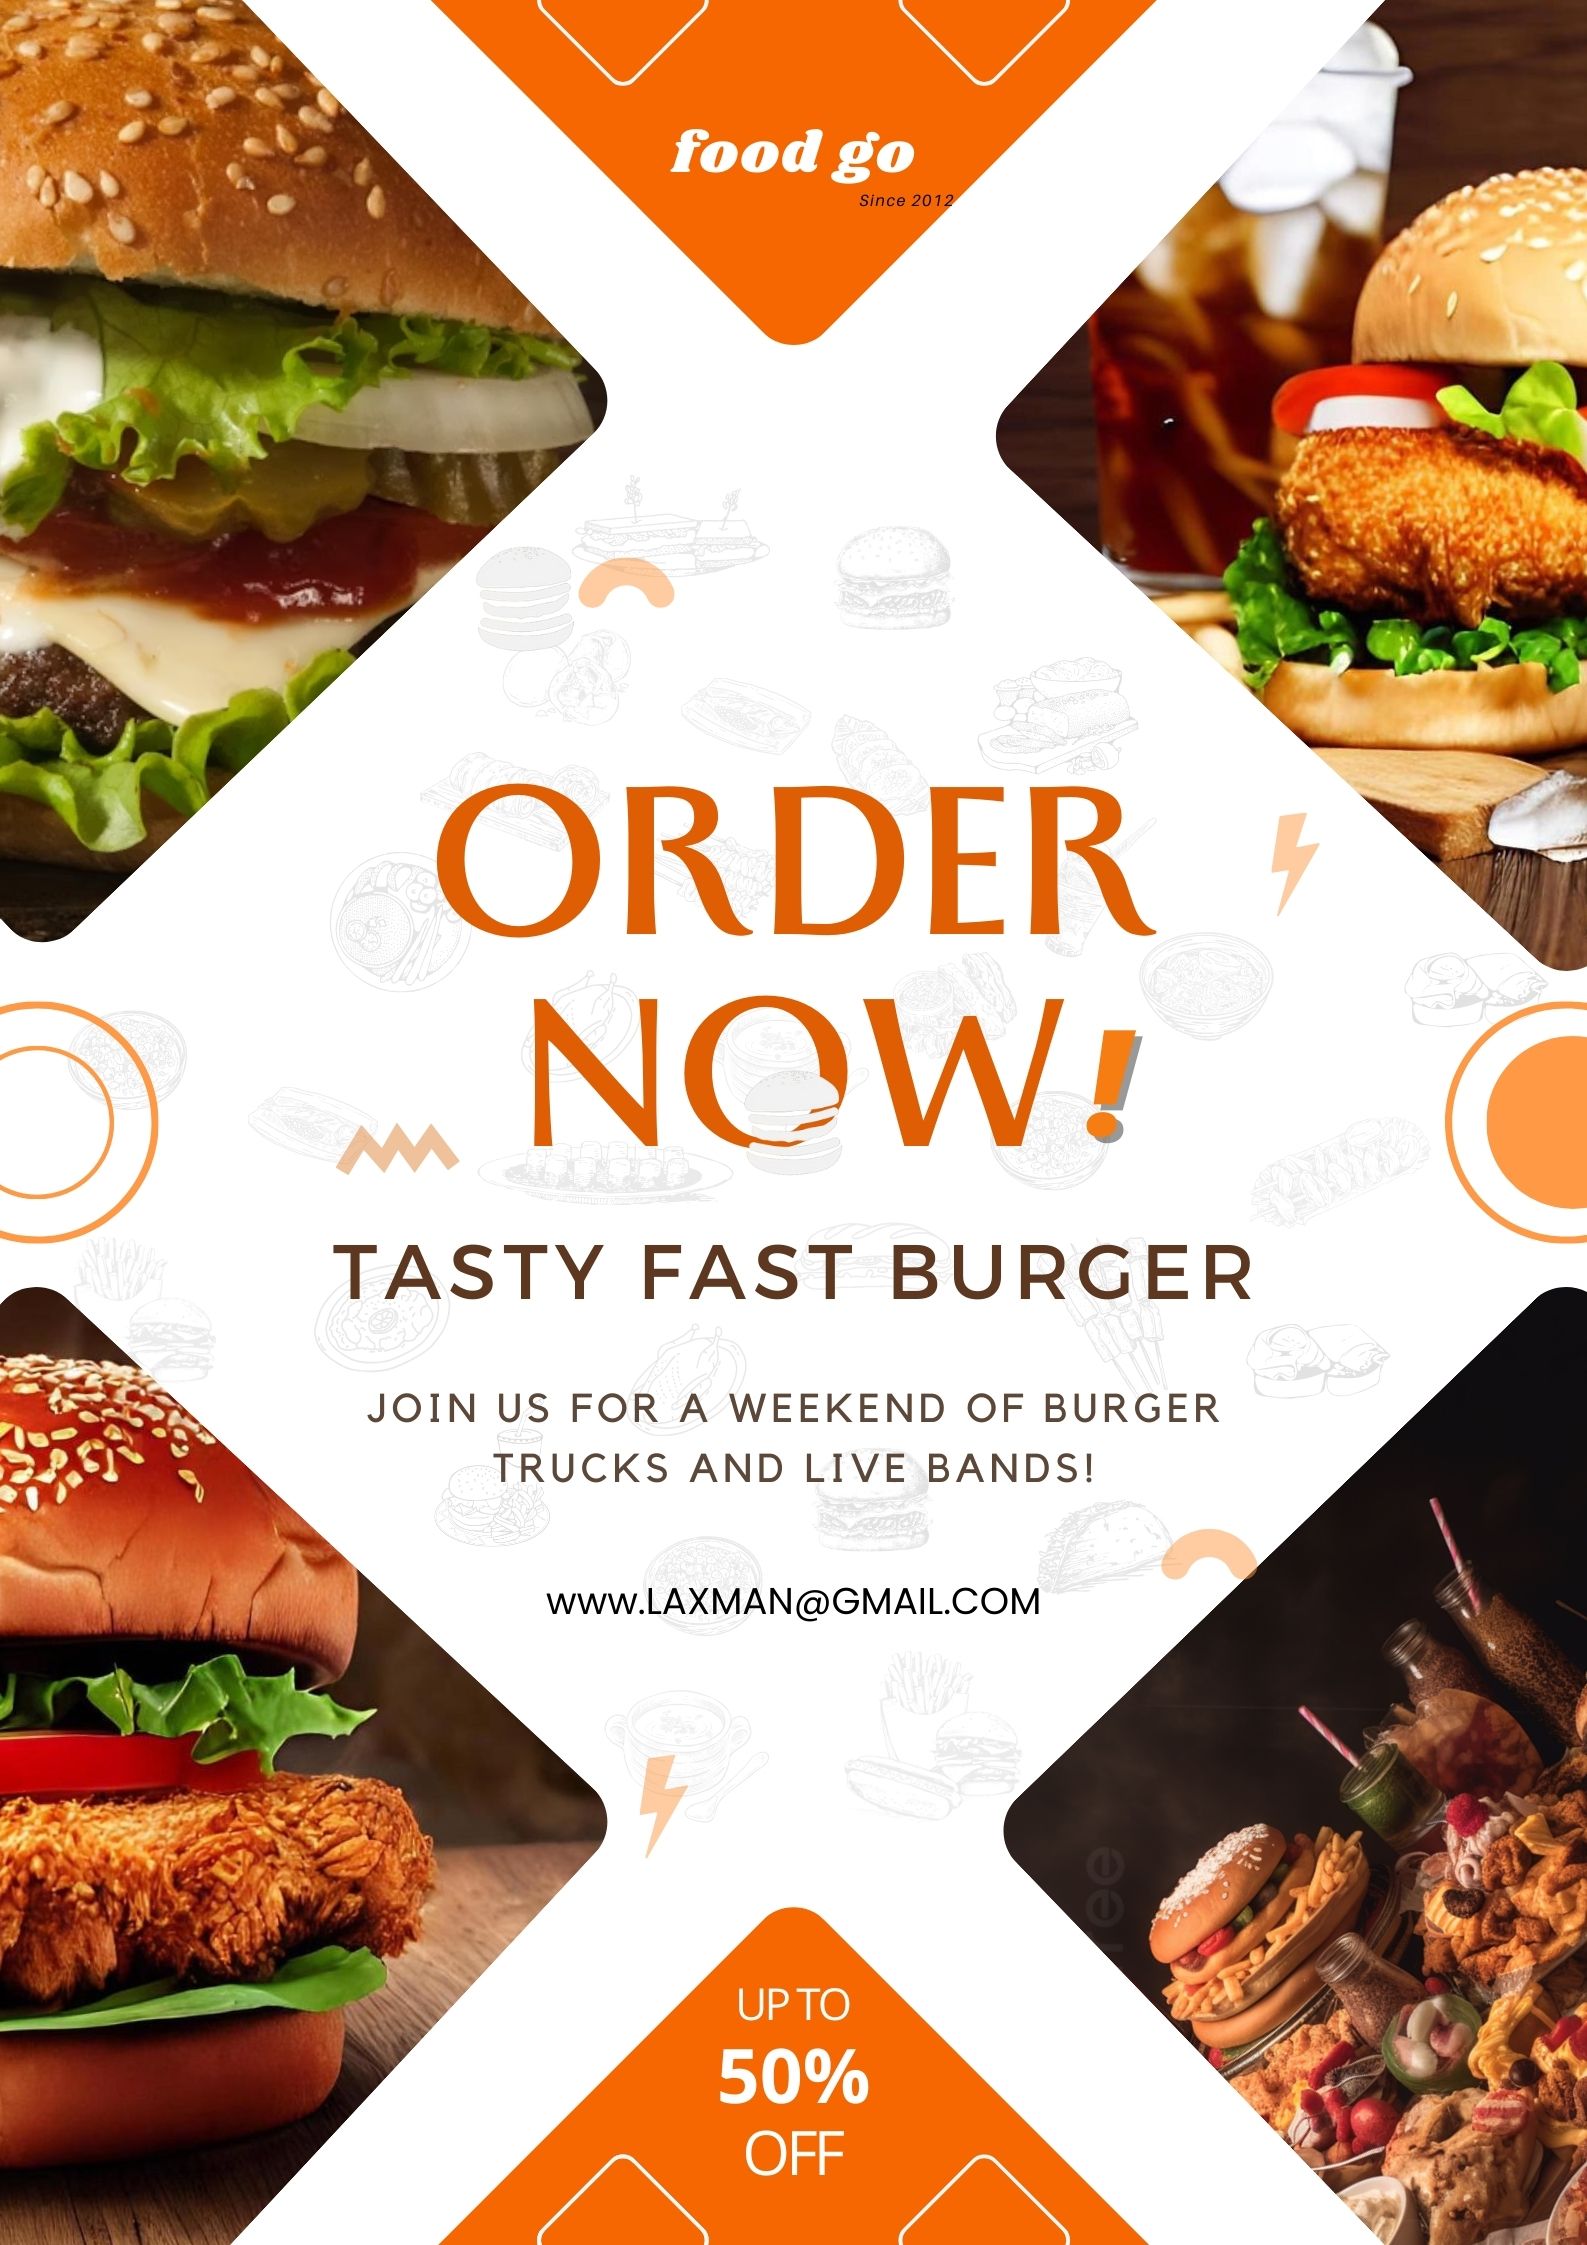 food go
Since 2012
ORDER
NOW!
TASTY FAST BURGER
JOIN US FOR A WEEKEND OF BURGER
TRUCKS AND LIVE BANDS!
www.LAXMAN@GMAIL.COM
UP TO
50%
OFF